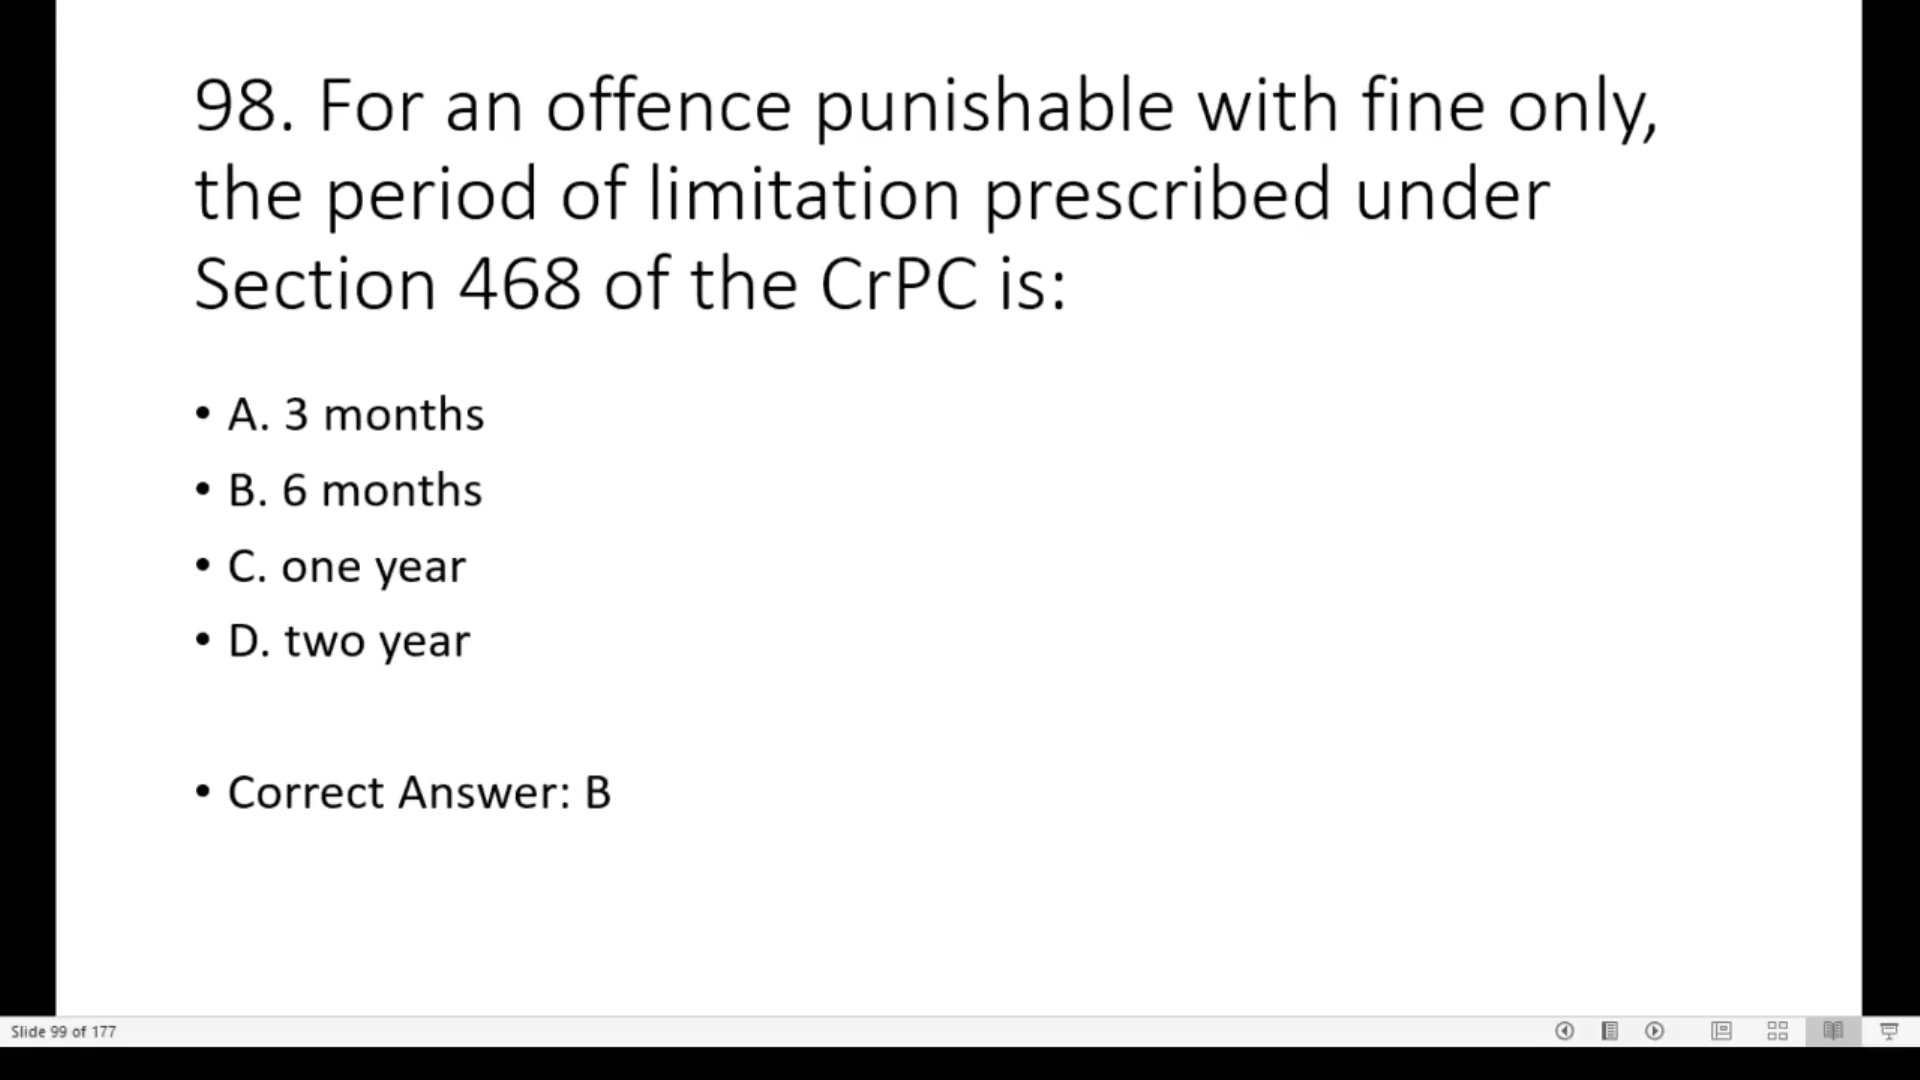 98. For an offence punishable with fine only,
the period of limitation prescribed under
Section 468 of the CrPC is:
• A. 3 months
• B. 6 months
• C. one year
• D. two year
• Correct Answer: B
Slide 99 of 177